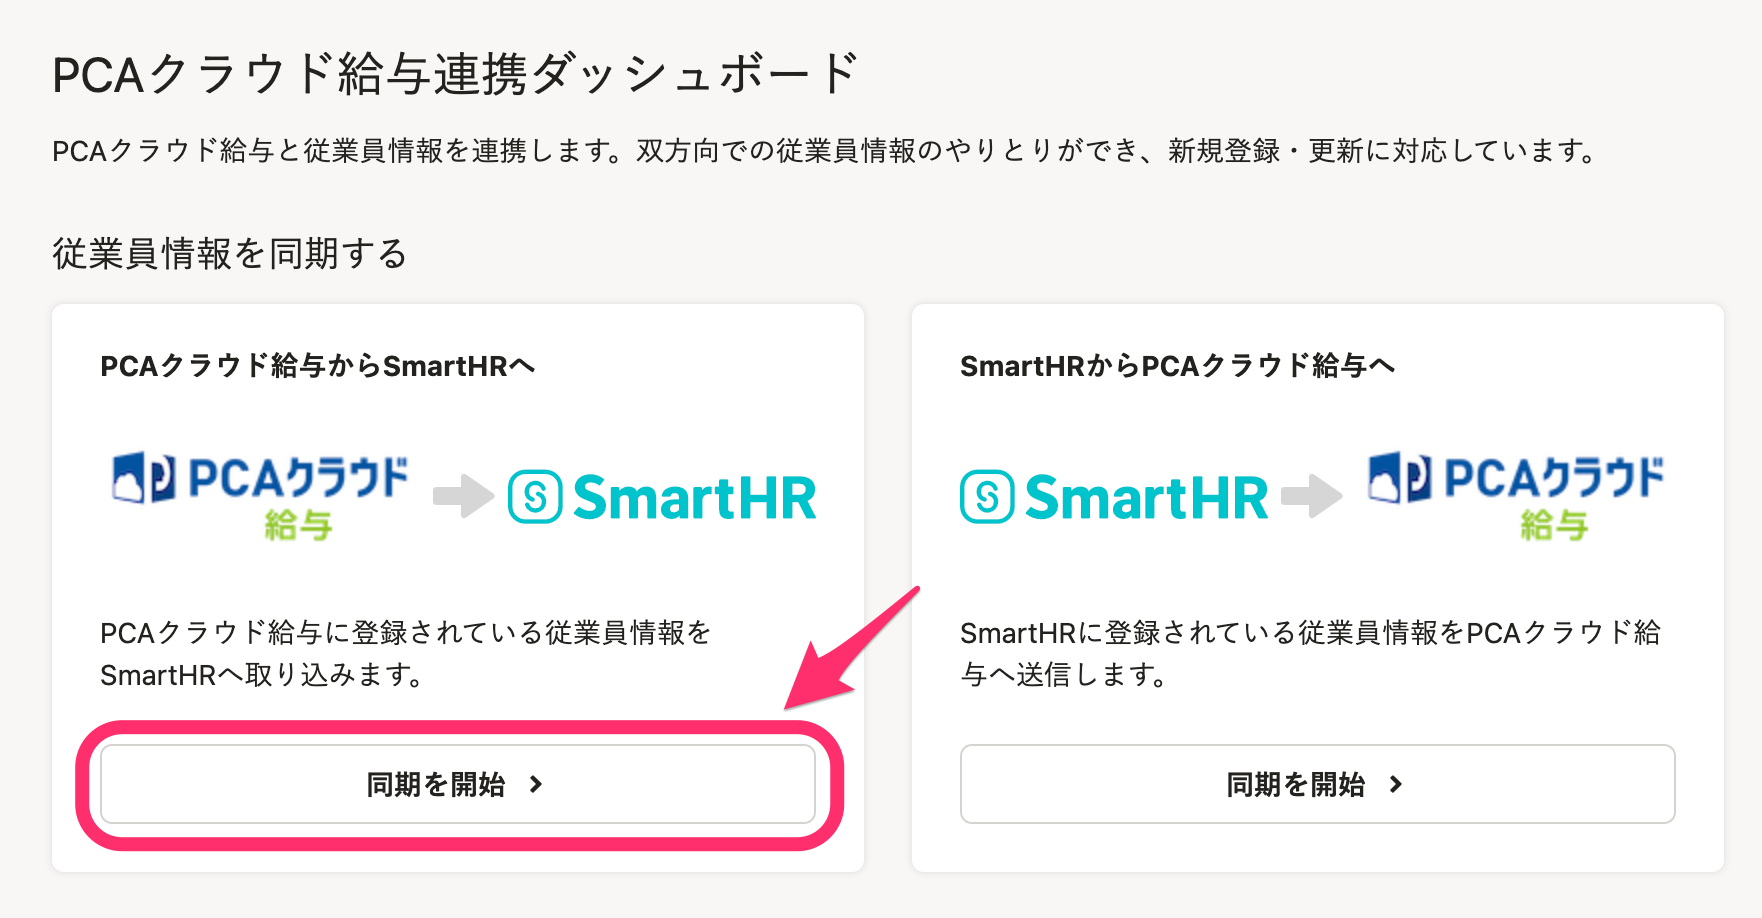 PCAクラウド給与連携ダッシュボード
PCAクラウド給与と従業員情報を連携します。双方向での従業員情報のやりとりができ、新規登録・更新に対応しています。
従業員情報を同期する
PCAクラウド給与からSmartHRへ
PCAクラウド
給与
SmartHR
PCAクラウド給与に登録されている従業員情報を
SmartHRへ取り込みます。
同期を開始
SmartHRからPCAクラウド給与へ
SmartHR
PCAクラウド
給与
SmartHRに登録されている従業員情報をPCAクラウド給
与へ送信します。
同期を開始